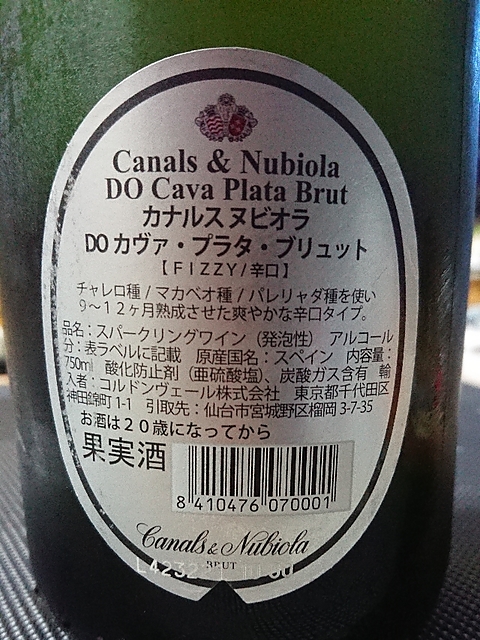 Canals & Nubiola
DO Cava Plata Brut
カナルス ヌビオラ
DO カヴァ・プラタ・ブリュット
【FIZZY/辛口】
チャレロ種 / マカベオ種 / パレリャダ種を使い
9〜12ヶ月熟成させた爽やかな辛口タイプ。
品名：スパークリングワイン（発泡性） アルコール
分：表ラベルに記載 原産国名：スペイン 内容量：
750ml 酸化防止剤（亜硫酸塩）、炭酸ガス含有 輸
入者：コルドンヴェール株式会社 東京都千代田区
神田錦町 1-1 引取先：仙台市宮城野区榴岡 3-7-35
お酒は20歳になってから
果実酒
8 410476 070001
Canals & Nubiola
BRUT